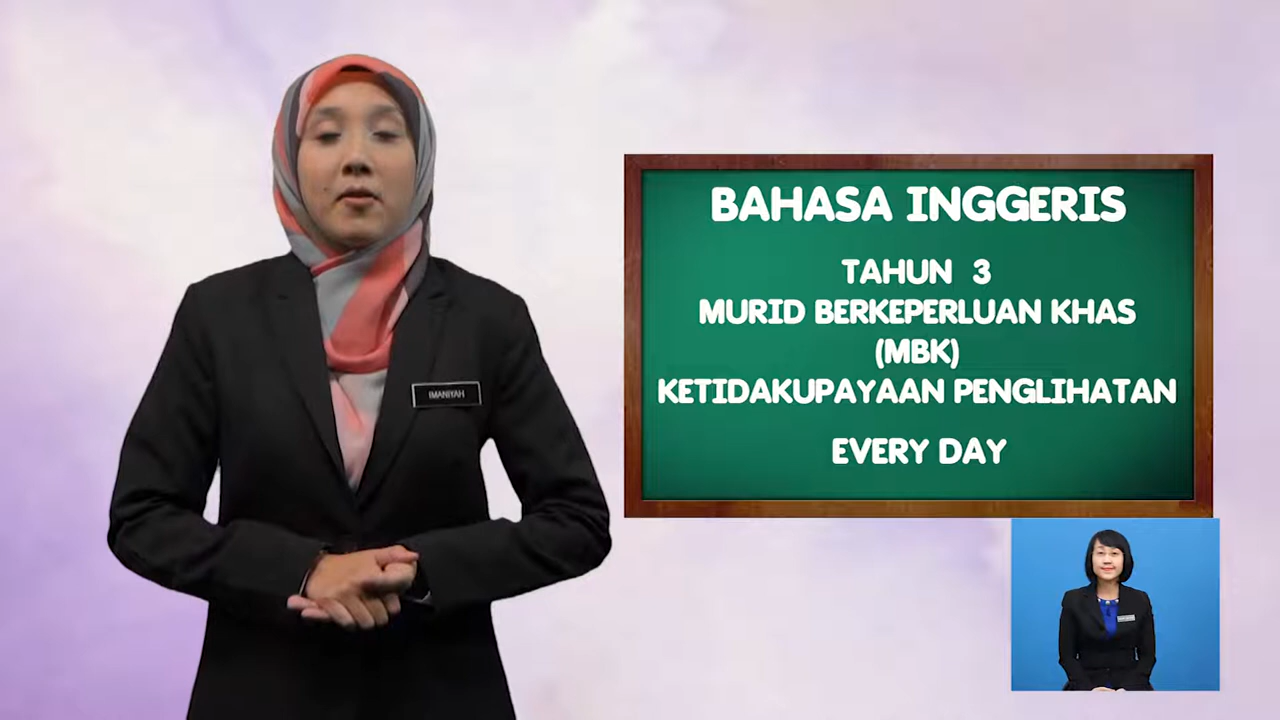 BAHASA INGGERIS
TAHUN 3
MURID BERKEPERLUAN KHAS
(MBK)
KETIDAKUPAYAAN PENGLIHATAN
EVERY DAY
IMANIYAH